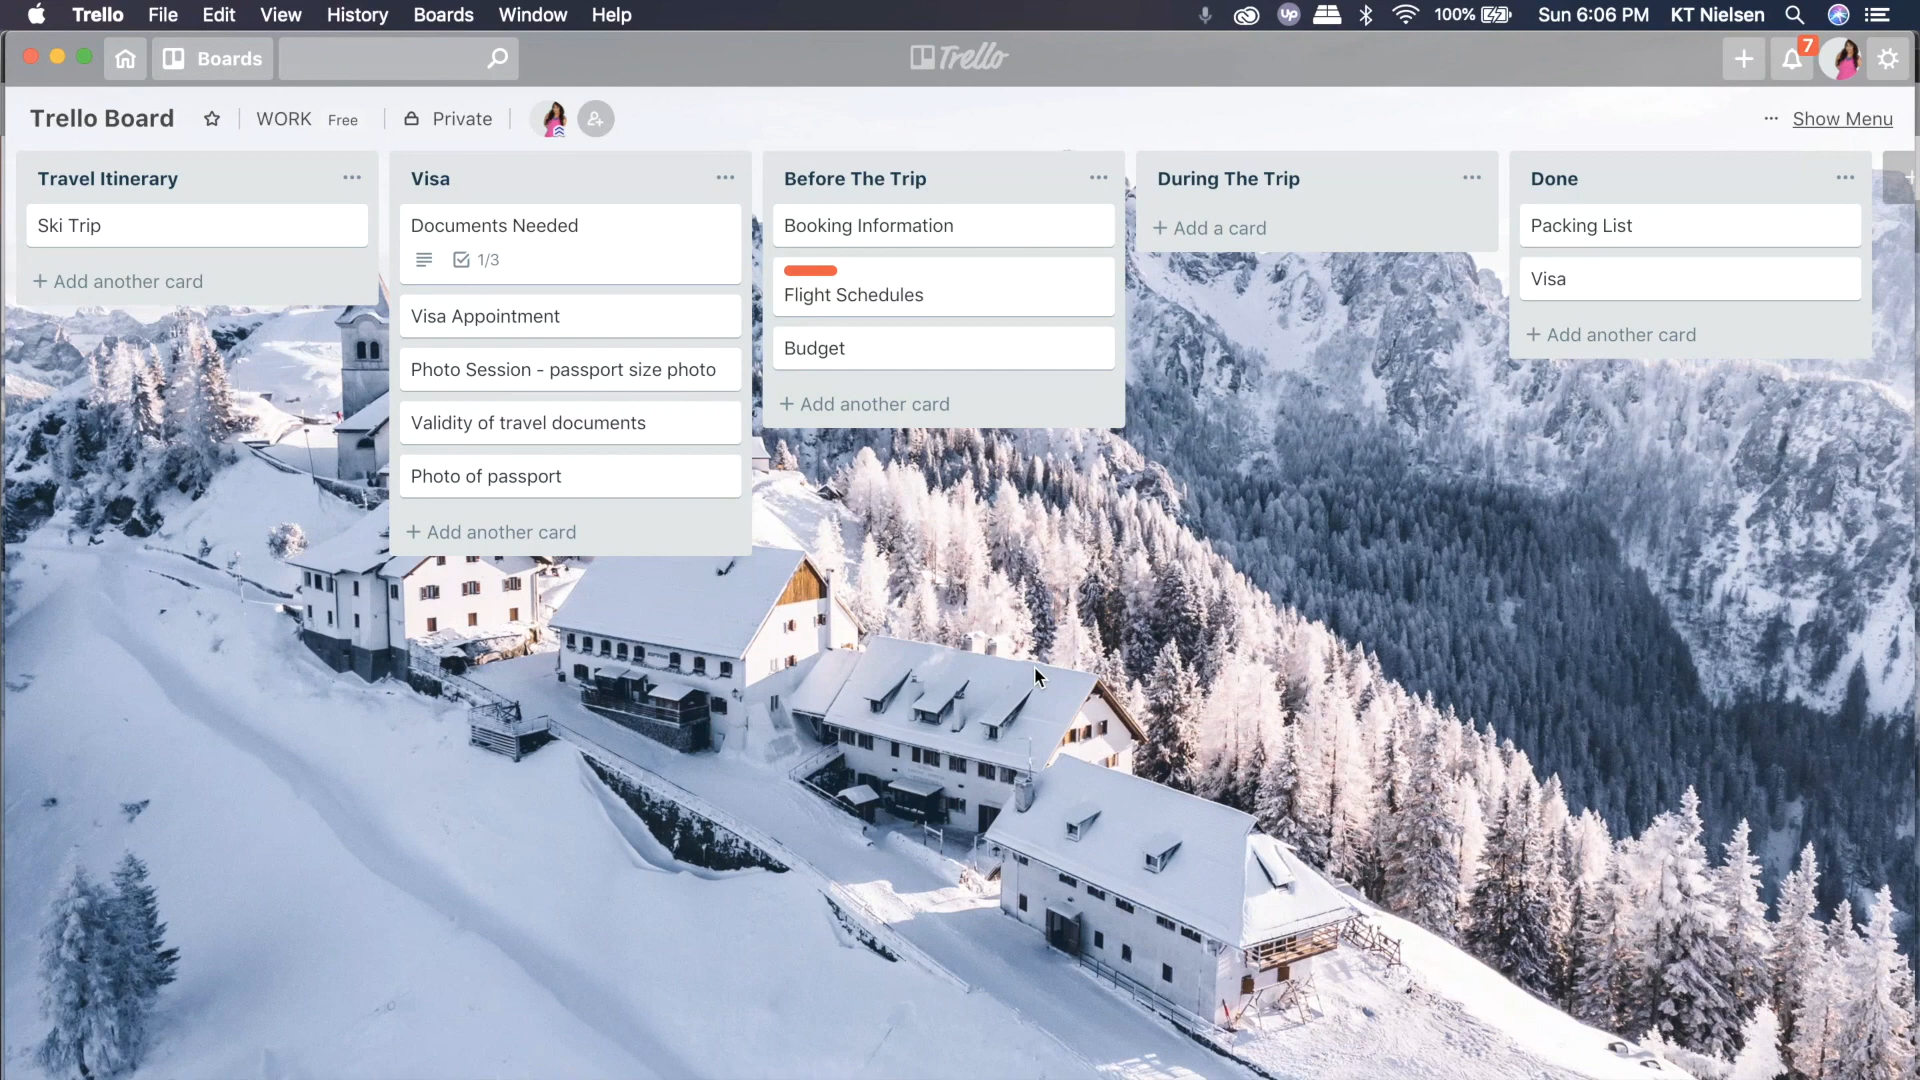 Trello File Edit View History Boards Window Help
Up 100% Sun 6:06 PM KT Nielsen
Boards
Trello
7
Trello Board WORK Free Private
Show Menu
Travel Itinerary
Ski Trip
+ Add another card
Visa
Documents Needed
1/3
Visa Appointment
Photo Session - passport size photo
Validity of travel documents
Photo of passport
+ Add another card
Before The Trip
Booking Information
Flight Schedules
Budget
+ Add another card
During The Trip
+ Add a card
Done
Packing List
Visa
+ Add another card